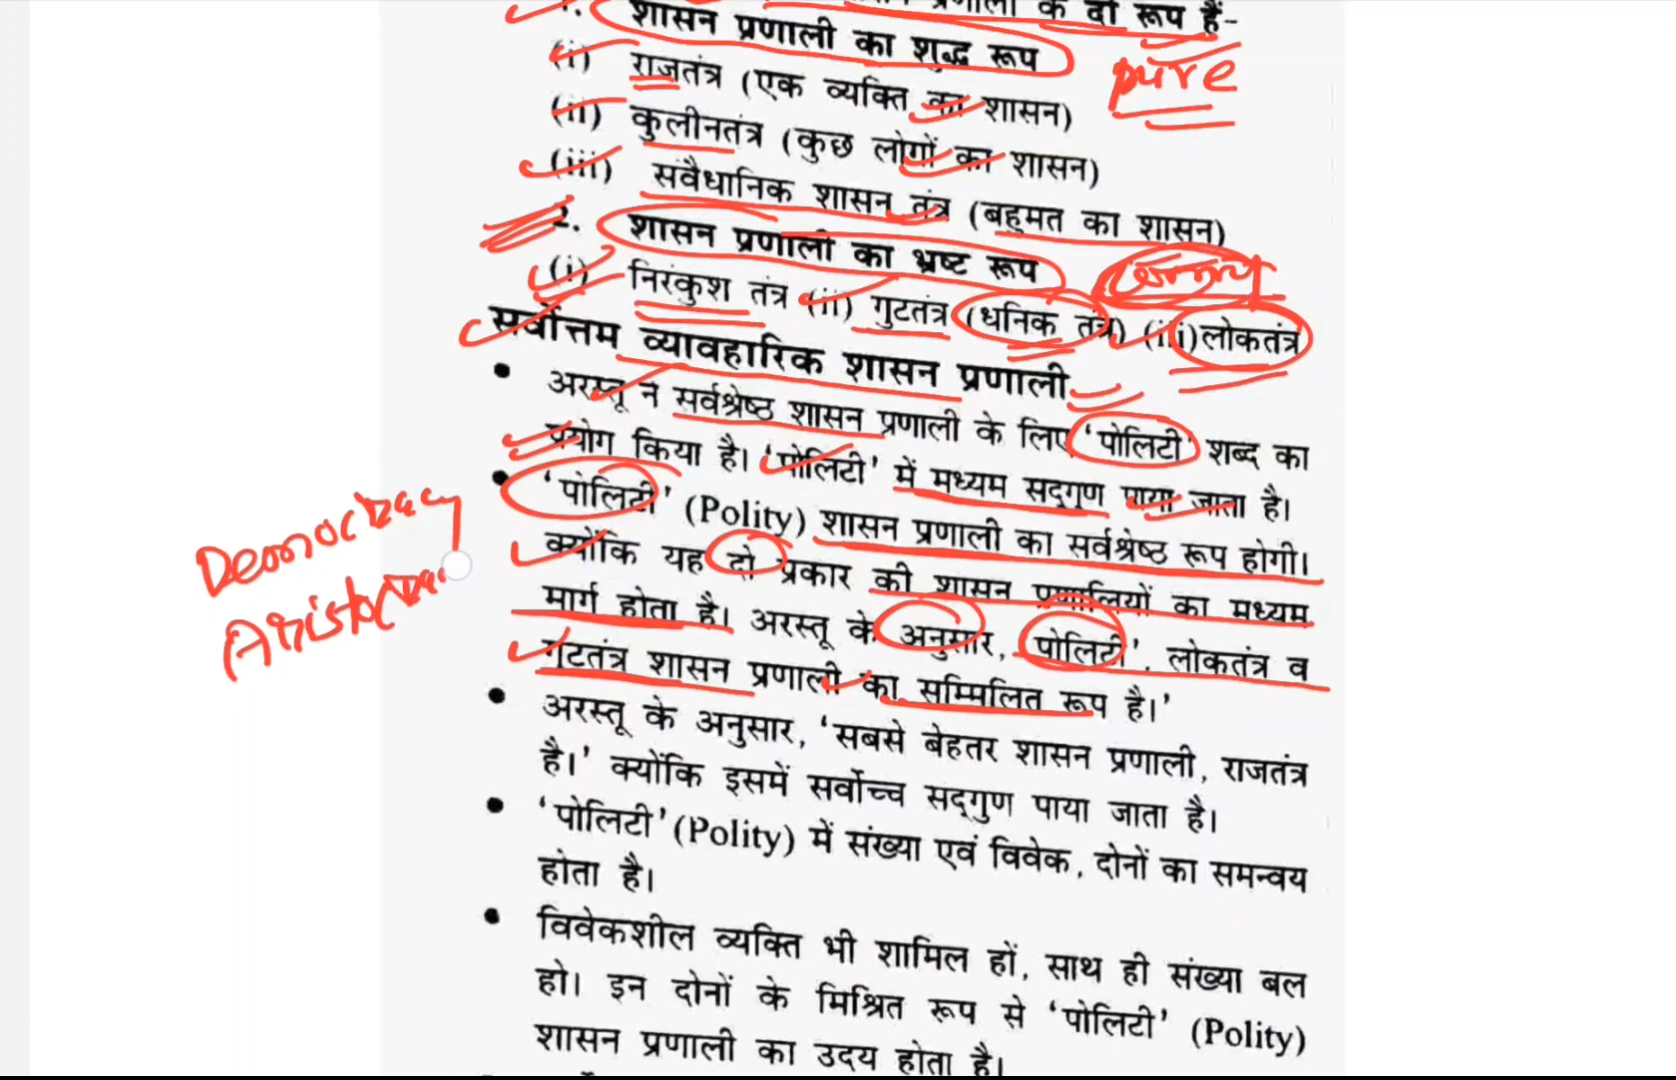 प्रणाली के दो रूप हैं-
1. शासन प्रणाली का शुद्ध रूप
pure
(i) राजतंत्र (एक व्यक्ति का शासन)
(ii) कुलीनतंत्र (कुछ लोगों का शासन)
(iii) संवैधानिक शासन तंत्र (बहुमत का शासन)
2. शासन प्रणाली का भ्रष्ट रूप
(i) निरंकुश तंत्र (ii) गुटतंत्र (धनिक तंत्र) (iii) लोकतंत्र
सर्वोत्तम व्यावहारिक शासन प्रणाली
• अरस्तू ने सर्वश्रेष्ठ शासन प्रणाली के लिए 'पोलिटी' शब्द का
प्रयोग किया है। 'पोलिटी' में मध्यम सद्गुण पाया जाता है।
• 'पोलिटी' (Polity) शासन प्रणाली का सर्वश्रेष्ठ रूप होगी।
क्योंकि यह दो प्रकार की शासन प्रणालियों का मध्यम
मार्ग होता है। अरस्तू के अनुसार, 'पोलिटी', लोकतंत्र व
गुटतंत्र शासन प्रणाली का सम्मिलित रूप है।'
Democracy
• अरस्तू के अनुसार, 'सबसे बेहतर शासन प्रणाली, राजतंत्र
है।' क्योंकि इसमें सर्वोच्च सद्गुण पाया जाता है।
• 'पोलिटी' (Polity) में संख्या एवं विवेक, दोनों का समन्वय
होता है।
• विवेकशील व्यक्ति भी शामिल हों, साथ ही संख्या बल
हो। इन दोनों के मिश्रित रूप से 'पोलिटी' (Polity)
शासन प्रणाली का उदय होता है।